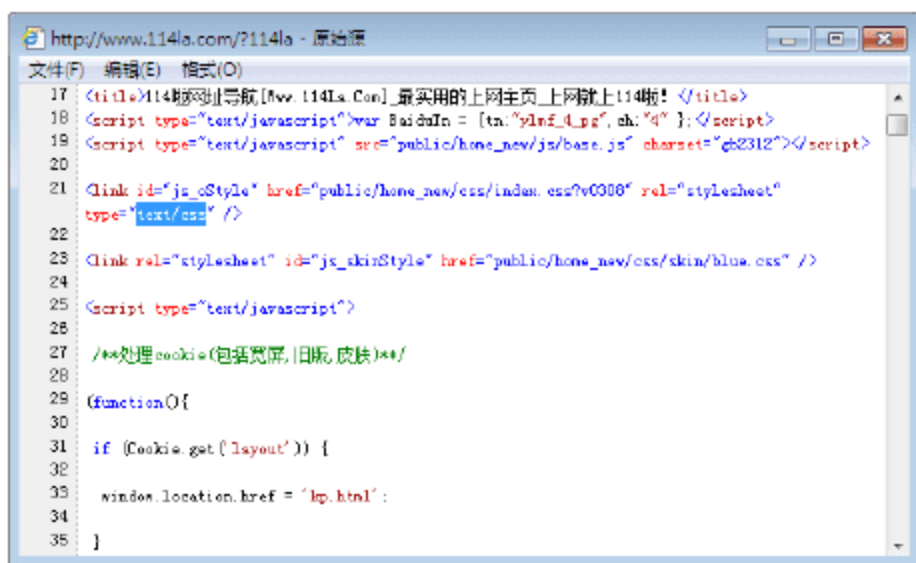 http://www.114la.com/?114la - 原始源
文件(F) 编辑(E) 格式(O)
17 <title>114啦网址导航[Www.114La.Com]_最实用的上网主页_上网就上114啦! </title>
18 <script type="text/javascript">var BaiduIn = {tn:"ylmf_4_pg",ch:"4" };</script>
19 <script type="text/javascript" src="public/home_new/js/base.js" charset="gb2312"></script>
20
21 <link id="js_cStyle" href="public/home_new/css/index.css?v0308" rel="stylesheet"
type="text/css" />
22
23 <link rel="stylesheet" id="js_skinStyle" href="public/home_new/css/skin/blue.css" />
24
25 <script type="text/javascript">
26
27 /**处理cookie(包括宽屏,旧版,皮肤)**/
28
29 (function(){
30
31 if (Cookie.get('layout')) {
32
33 window.location.href = 'kp.html';
34
35 }